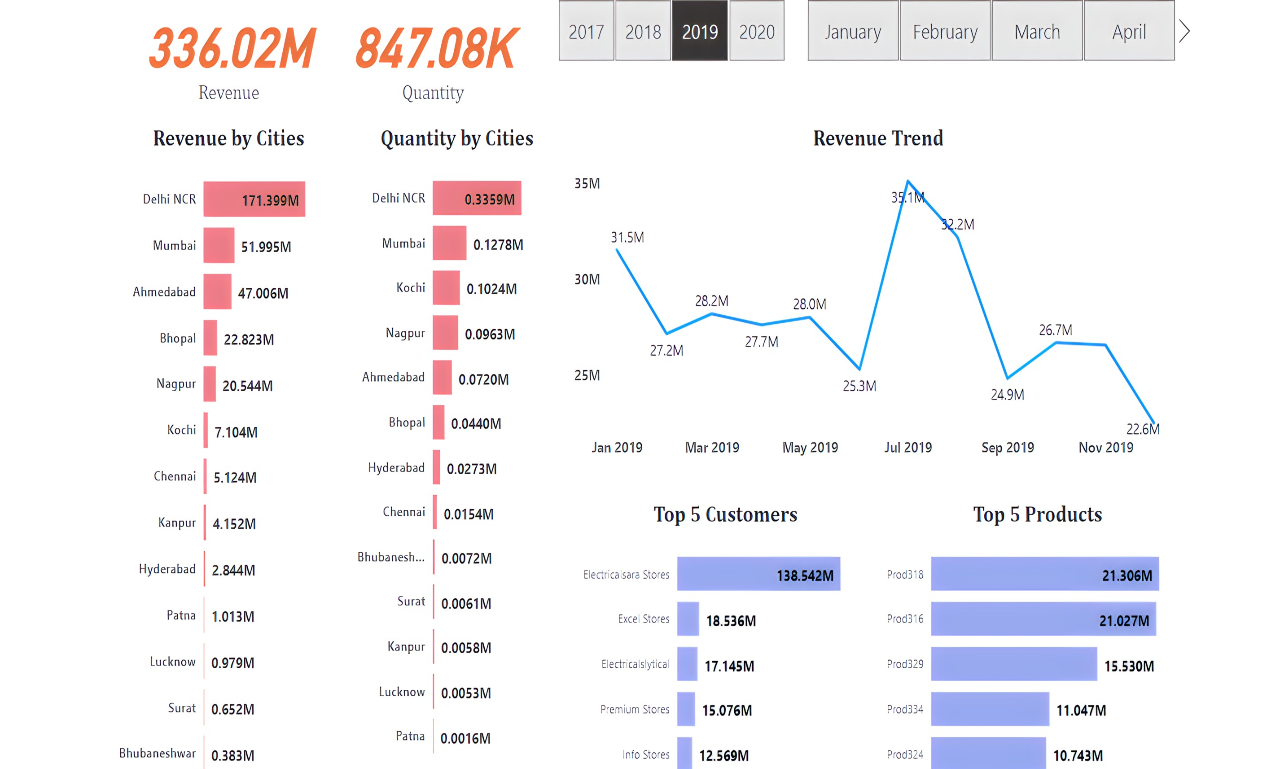 336.02M
Revenue
847.08K
Quantity
2017 2018 2019 2020
January February March April
Revenue by Cities
Delhi NCR 171.399M
Mumbai 51.995M
Ahmedabad 47.006M
Bhopal 22.823M
Nagpur 20.544M
Kochi 7.104M
Chennai 5.124M
Kanpur 4.152M
Hyderabad 2.844M
Patna 1.013M
Lucknow 0.979M
Surat 0.652M
Bhubaneshwar 0.383M
Quantity by Cities
Delhi NCR 0.3359M
Mumbai 0.1278M
Kochi 0.1024M
Nagpur 0.0963M
Ahmedabad 0.0720M
Bhopal 0.0440M
Hyderabad 0.0273M
Chennai 0.0154M
Bhubanesh... 0.0072M
Surat 0.0061M
Kanpur 0.0058M
Lucknow 0.0053M
Patna 0.0016M
Revenue Trend
35M
30M
25M
31.5M
27.2M
28.2M
27.7M
28.0M
25.3M
35.1M
32.2M
24.9M
26.7M
22.6M
Jan 2019 Mar 2019 May 2019 Jul 2019 Sep 2019 Nov 2019
Top 5 Customers
Electricalsara Stores 138.542M
Excel Stores 18.536M
Electricalslytical 17.145M
Premium Stores 15.076M
Info Stores 12.569M
Top 5 Products
Prod318 21.306M
Prod316 21.027M
Prod329 15.530M
Prod334 11.047M
Prod324 10.743M